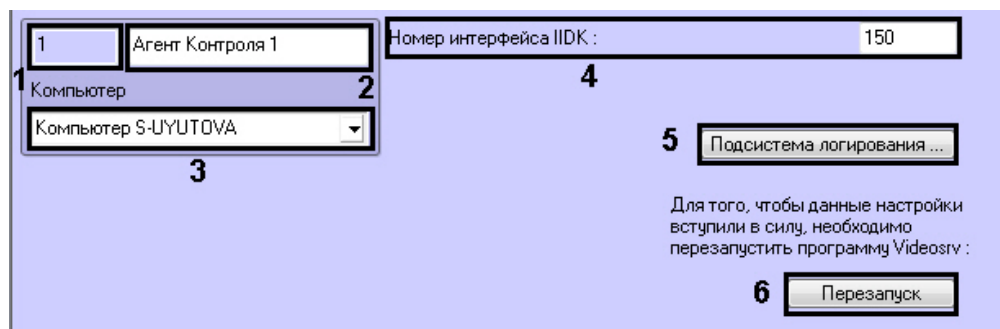 1
Агент Контроля 1
Номер интерфейса IIDK :
150
1
2
4
Компьютер
Компьютер S-UYUTOVA
3
5
Подсистема логирования ...
Для того, чтобы данные настройки
вступили в силу, необходимо
перезапустить программу Videosrv :
6
Перезапуск